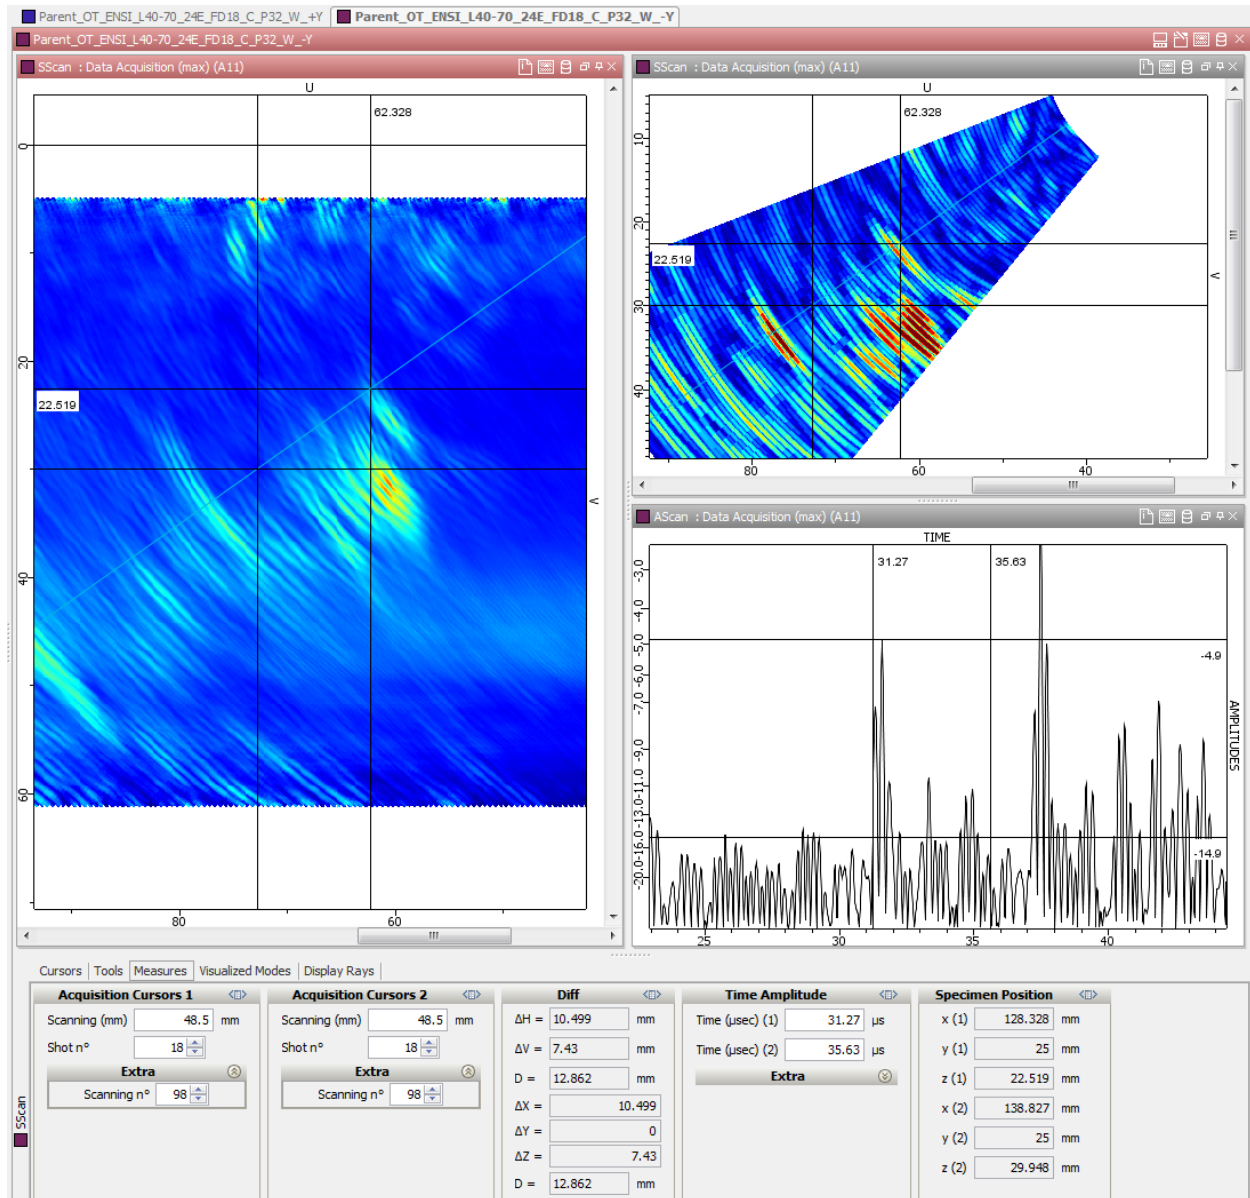 Parent_OT_ENSI_L40-70_24E_FD18_C_P32_W_+Y Parent_OT_ENSI_L40-70_24E_FD18_C_P32_W_-Y
Parent_OT_ENSI_L40-70_24E_FD18_C_P32_W_-Y
SScan : Data Acquisition (max) (A11)
U
62.328
0
20
22.519
40
60
V
80 60
SScan : Data Acquisition (max) (A11)
U
62.328
10
20
22.519
30
40
V
80 60 40
AScan : Data Acquisition (max) (A11)
TIME
31.27 35.63
-3.0
-4.0
-5.0
-6.0
-7.0
-9.0
-11.0
-13.0
-16.0
-20.0
-4.9
-14.9
AMPLITUDES
25 30 35 40
Cursors Tools Measures Visualized Modes Display Rays
SScan
Acquisition Cursors 1
Scanning (mm) 48.5 mm
Shot n° 18
Extra
Scanning n° 98
Acquisition Cursors 2
Scanning (mm) 48.5 mm
Shot n° 18
Extra
Scanning n° 98
Diff
ΔH = 10.499 mm
ΔV = 7.43 mm
D = 12.862 mm
ΔX = 10.499
ΔY = 0
ΔZ = 7.43
D = 12.862 mm
Time Amplitude
Time (µsec) (1) 31.27 µs
Time (µsec) (2) 35.63 µs
Extra
Specimen Position
x (1) 128.328 mm
y (1) 25 mm
z (1) 22.519 mm
x (2) 138.827 mm
y (2) 25 mm
z (2) 29.948 mm